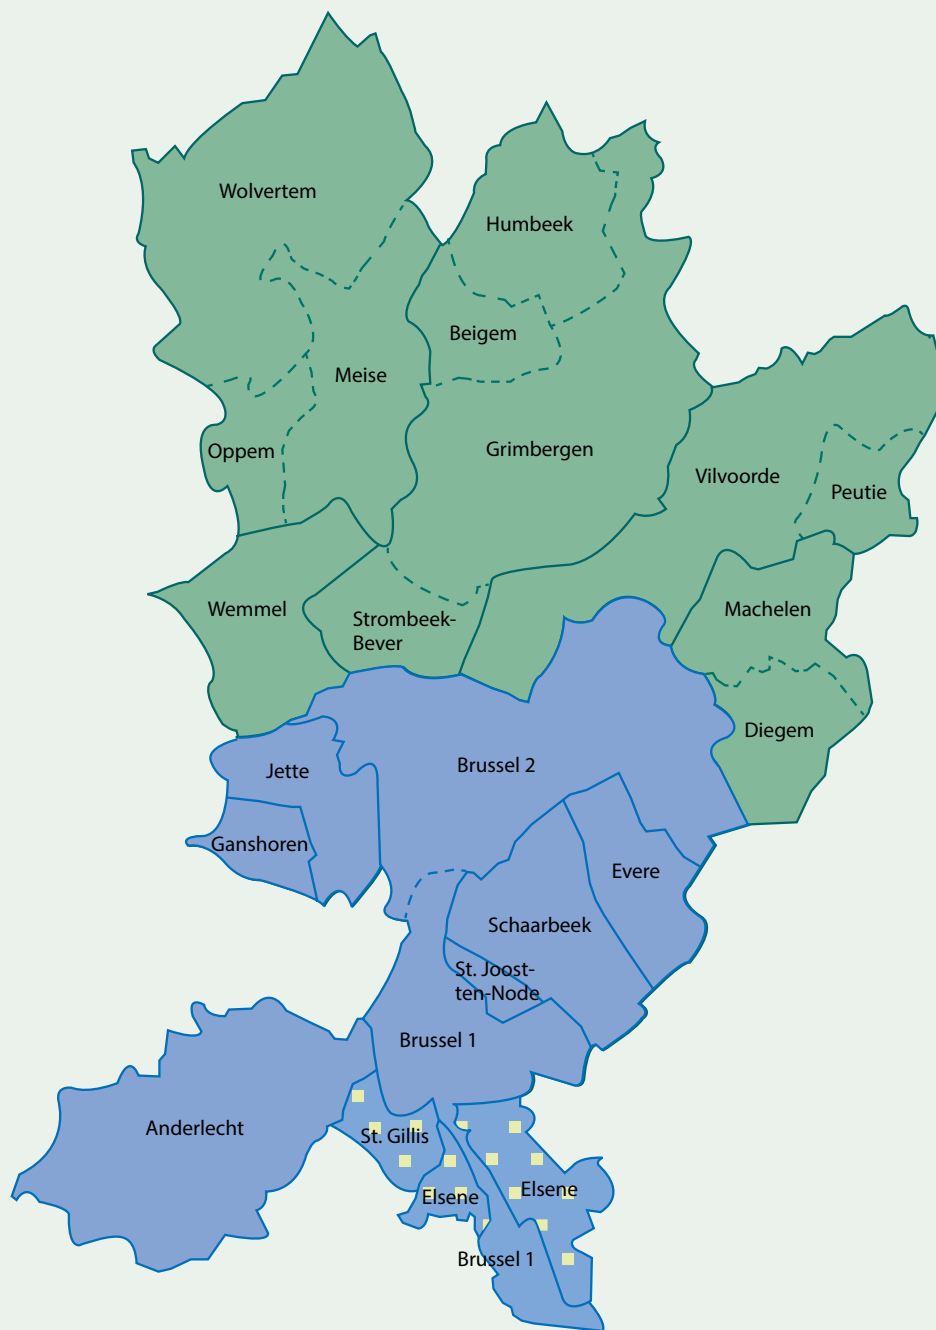 Wolvertem
Humbeek
Beigem
Meise
Grimbergen
Oppem
Vilvoorde
Peutie
Wemmel
Strombeek-
Bever
Machelen
Diegem
Jette
Brussel 2
Ganshoren
Evere
Schaarbeek
St. Joost-
ten-Node
Brussel 1
Anderlecht
St. Gillis
Elsene
Elsene
Brussel 1